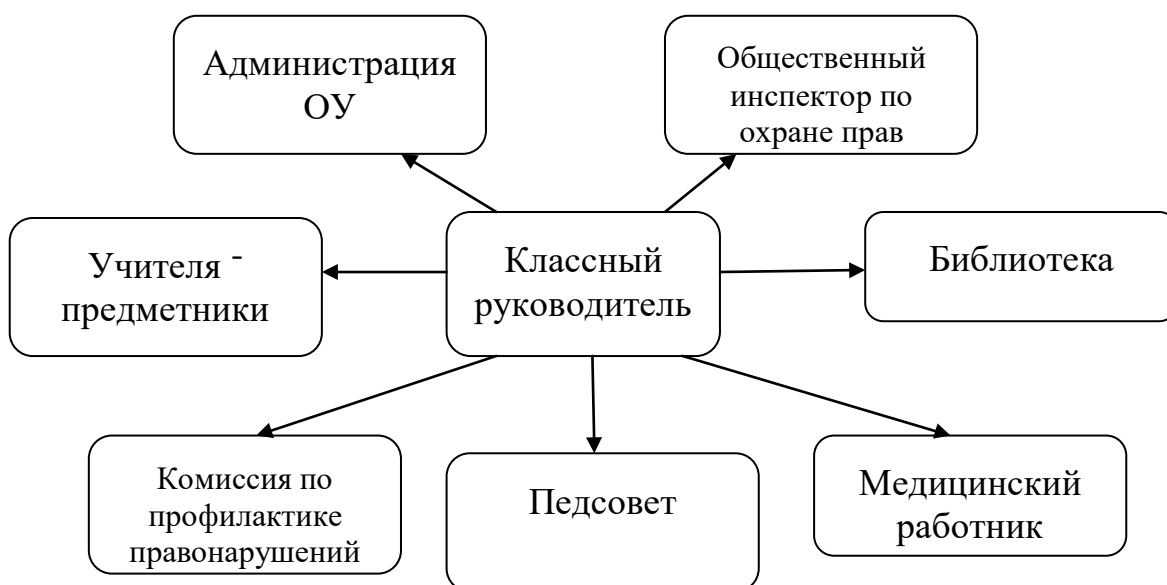 Администрация
ОУ
Общественный
инспектор по
охране прав
Учителя -
предметники
Классный
руководитель
Библиотека
Комиссия по
профилактике
правонарушений
Педсовет
Медицинский
работник